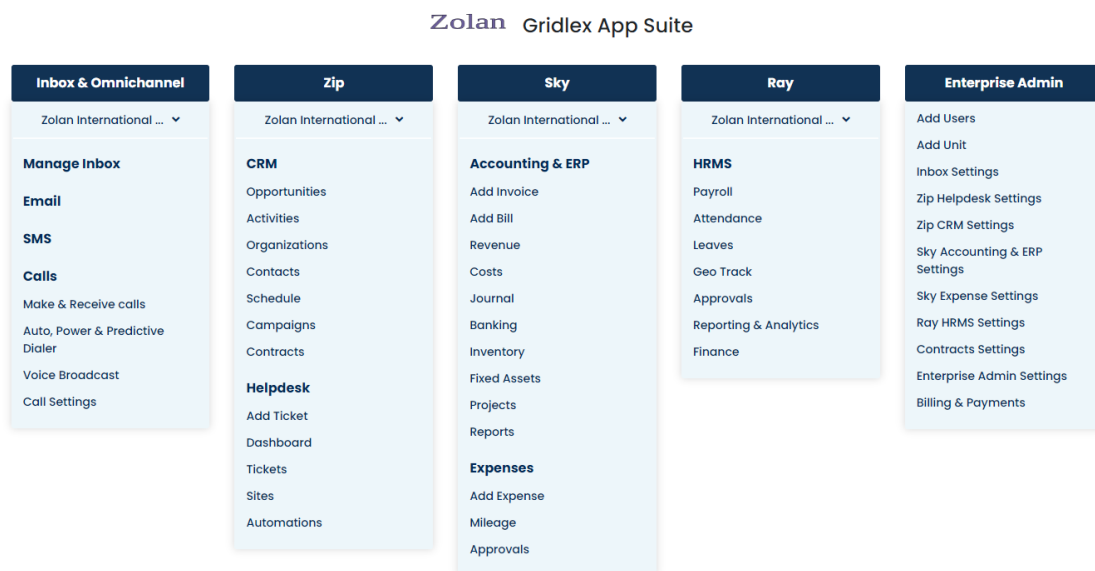 Zolan Gridlex App Suite
Inbox & Omnichannel
Zolan International ...
Manage Inbox
Email
SMS
Calls
Make & Receive calls
Auto, Power & Predictive
Dialer
Voice Broadcast
Call Settings
Zip
Zolan International ...
CRM
Opportunities
Activities
Organizations
Contacts
Schedule
Campaigns
Contracts
Helpdesk
Add Ticket
Dashboard
Tickets
Sites
Automations
Sky
Zolan International ...
Accounting & ERP
Add Invoice
Add Bill
Revenue
Costs
Journal
Banking
Inventory
Fixed Assets
Projects
Reports
Expenses
Add Expense
Mileage
Approvals
Ray
Zolan International ...
HRMS
Payroll
Attendance
Leaves
Geo Track
Approvals
Reporting & Analytics
Finance
Enterprise Admin
Add Users
Add Unit
Inbox Settings
Zip Helpdesk Settings
Zip CRM Settings
Sky Accounting & ERP
Settings
Sky Expense Settings
Ray HRMS Settings
Contracts Settings
Enterprise Admin Settings
Billing & Payments